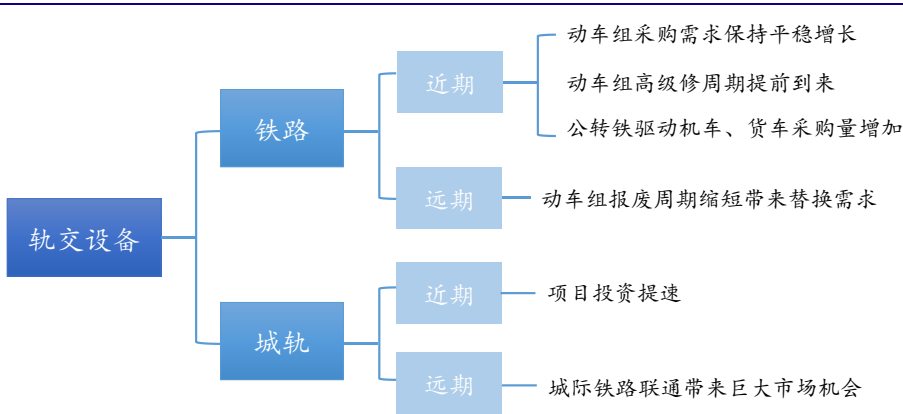 轨交设备
铁路
近期
动车组采购需求保持平稳增长
动车组高级修周期提前到来
公转铁驱动机车、货车采购量增加
远期
动车组报废周期缩短带来替换需求
城轨
近期
项目投资提速
远期
城际铁路联通带来巨大市场机会